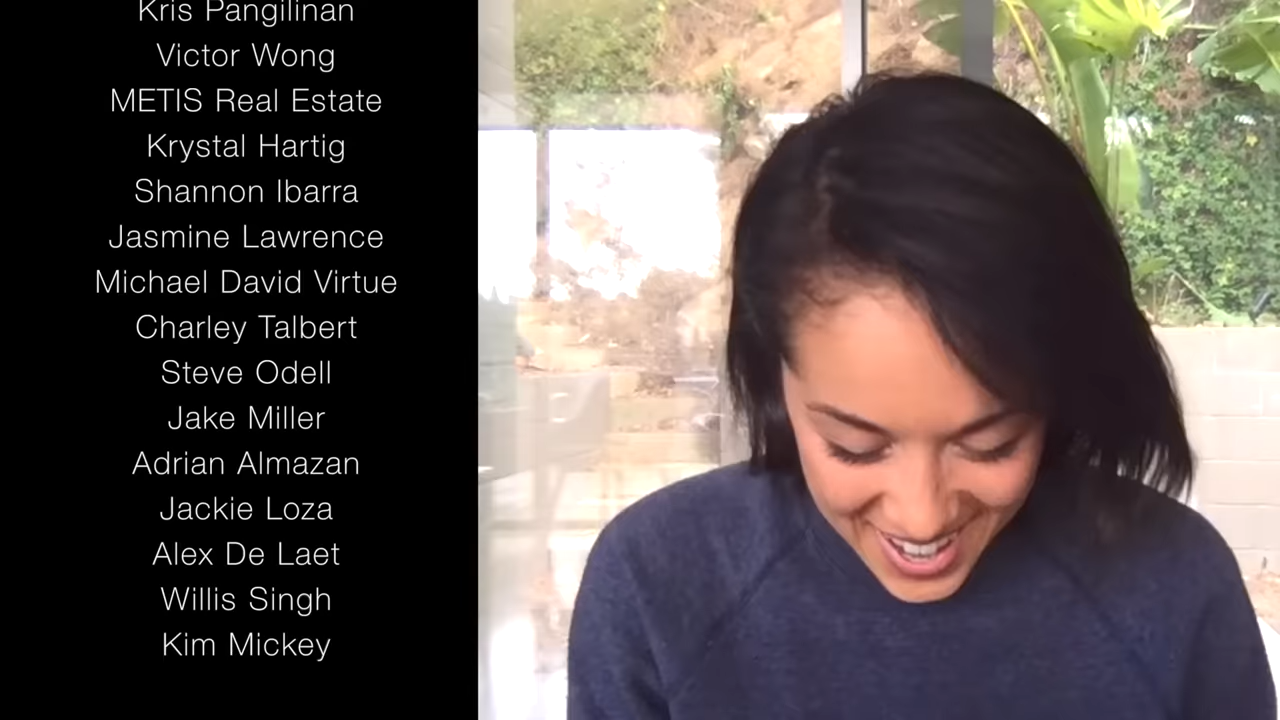 Kris Pangilinan
Victor Wong
METIS Real Estate
Krystal Hartig
Shannon Ibarra
Jasmine Lawrence
Michael David Virtue
Charley Talbert
Steve Odell
Jake Miller
Adrian Almazan
Jackie Loza
Alex De Laet
Willis Singh
Kim Mickey